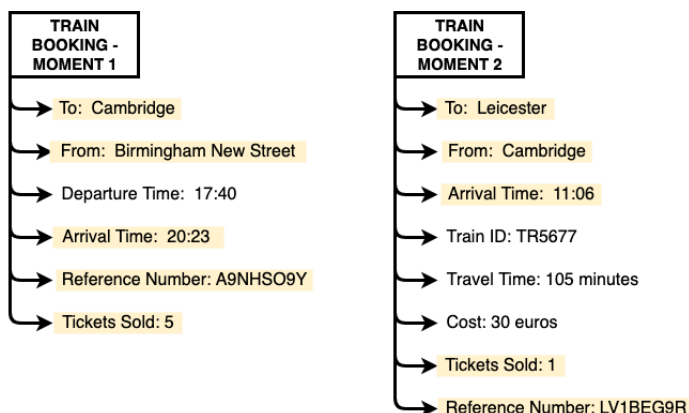 TRAIN
BOOKING -
MOMENT 1
To: Cambridge
From: Birmingham New Street
Departure Time: 17:40
Arrival Time: 20:23
Reference Number: A9NHSO9Y
Tickets Sold: 5
TRAIN
BOOKING -
MOMENT 2
To: Leicester
From: Cambridge
Arrival Time: 11:06
Train ID: TR5677
Travel Time: 105 minutes
Cost: 30 euros
Tickets Sold: 1
Reference Number: LV1BEG9R